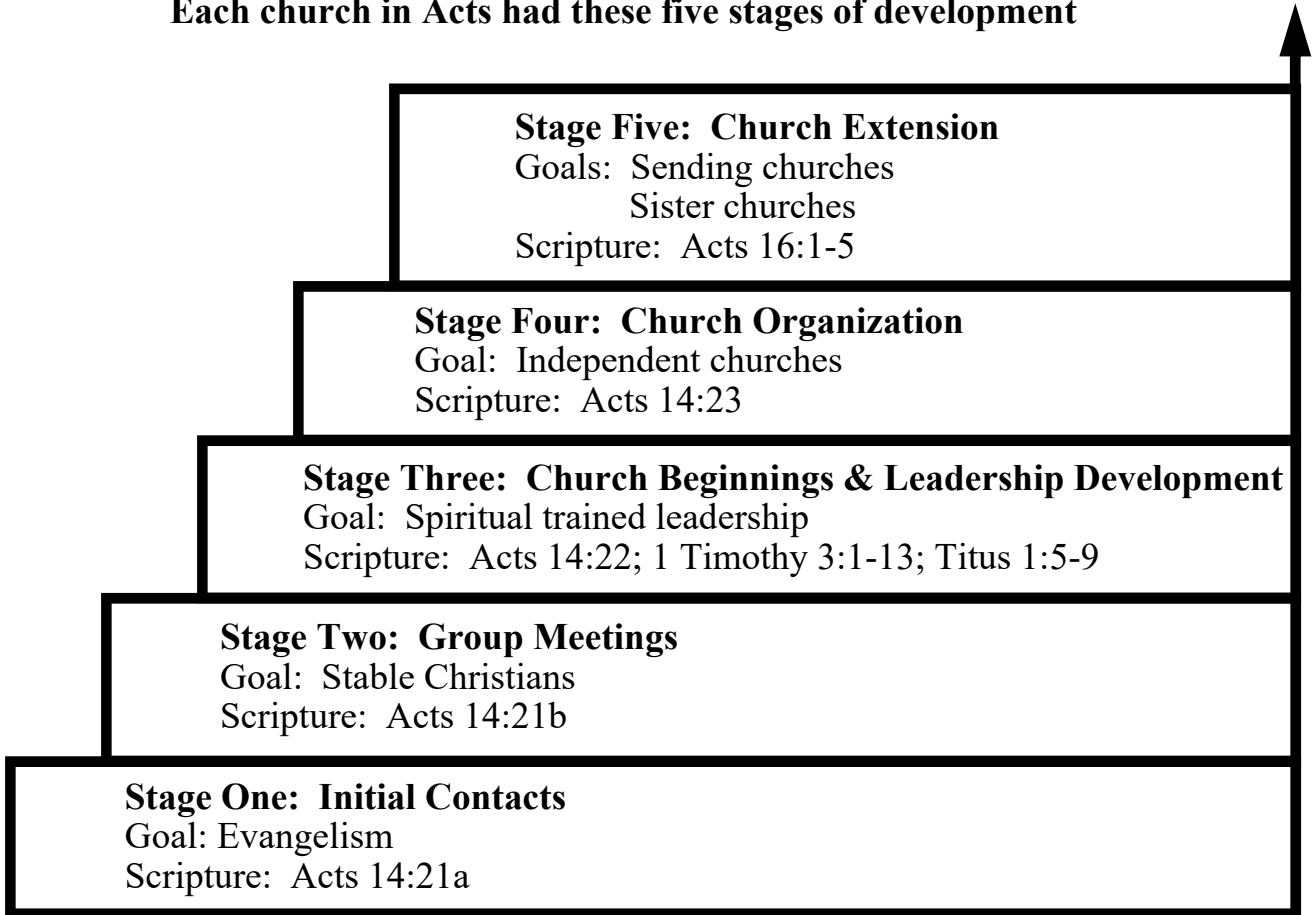 Each church in Acts had these five stages of development
Stage Five:  Church Extension
Goals:  Sending churches
Sister churches
Scripture:  Acts 16:1-5
Stage Four:  Church Organization
Goal:  Independent churches
Scripture:  Acts 14:23
Stage Three:  Church Beginnings & Leadership Development
Goal:  Spiritual trained leadership
Scripture:  Acts 14:22; 1 Timothy 3:1-13; Titus 1:5-9
Stage Two:  Group Meetings
Goal:  Stable Christians
Scripture:  Acts 14:21b
Stage One:  Initial Contacts
Goal: Evangelism
Scripture:  Acts 14:21a